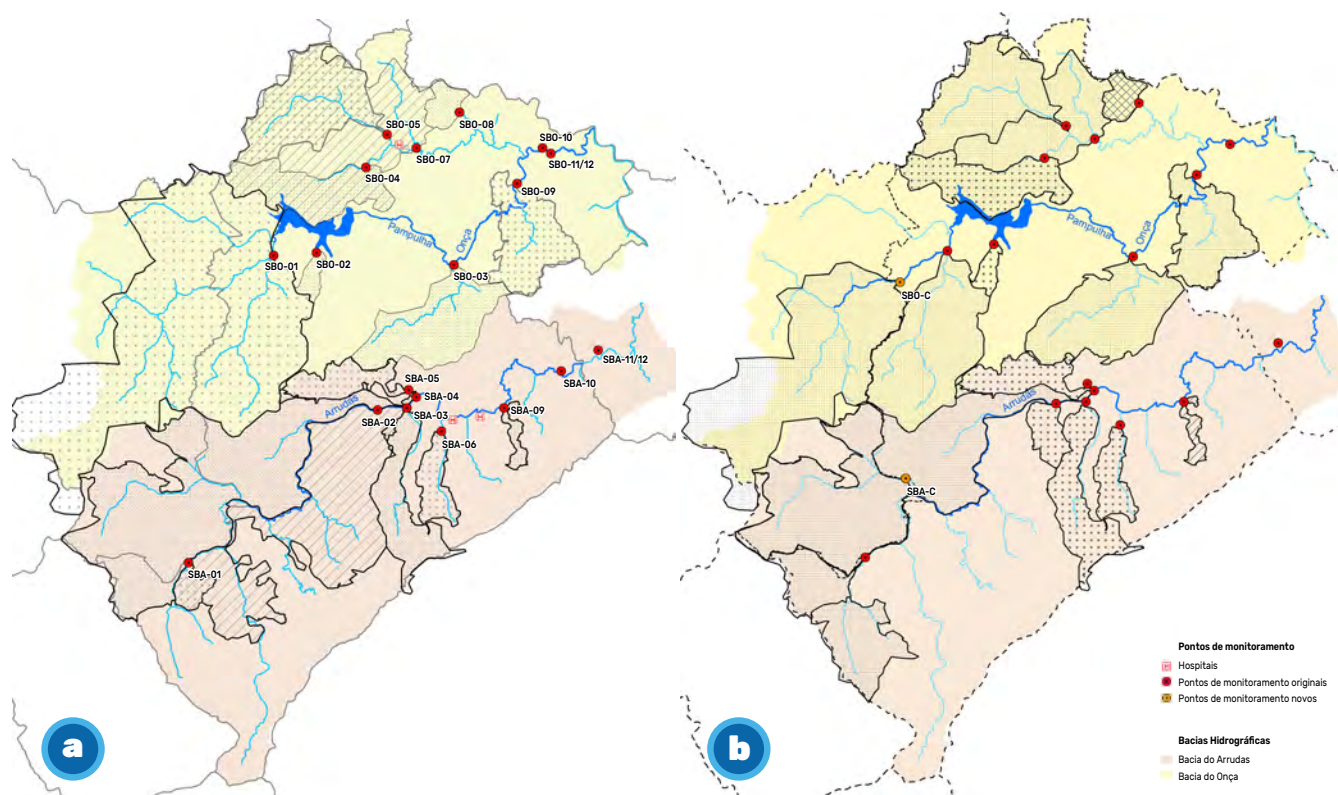 SBO-05
SBO-08
SBO-10
SBO-07
SBO-11/12
SBO-04
SBO-09
Pampulha
Onça
SBO-01
SBO-02
SBO-03
SBA-11/12
SBA-10
SBA-05
SBA-04
Arrudas
SBA-03
SBA-09
SBA-02
SBA-06
SBA-01
a
Pampulha
Onça
SBO-C
Arrudas
SBA-C
b
Pontos de monitoramento
H Hospitais
Pontos de monitoramento originais
Pontos de monitoramento novos
Bacias Hidrográficas
Bacia do Arrudas
Bacia do Onça